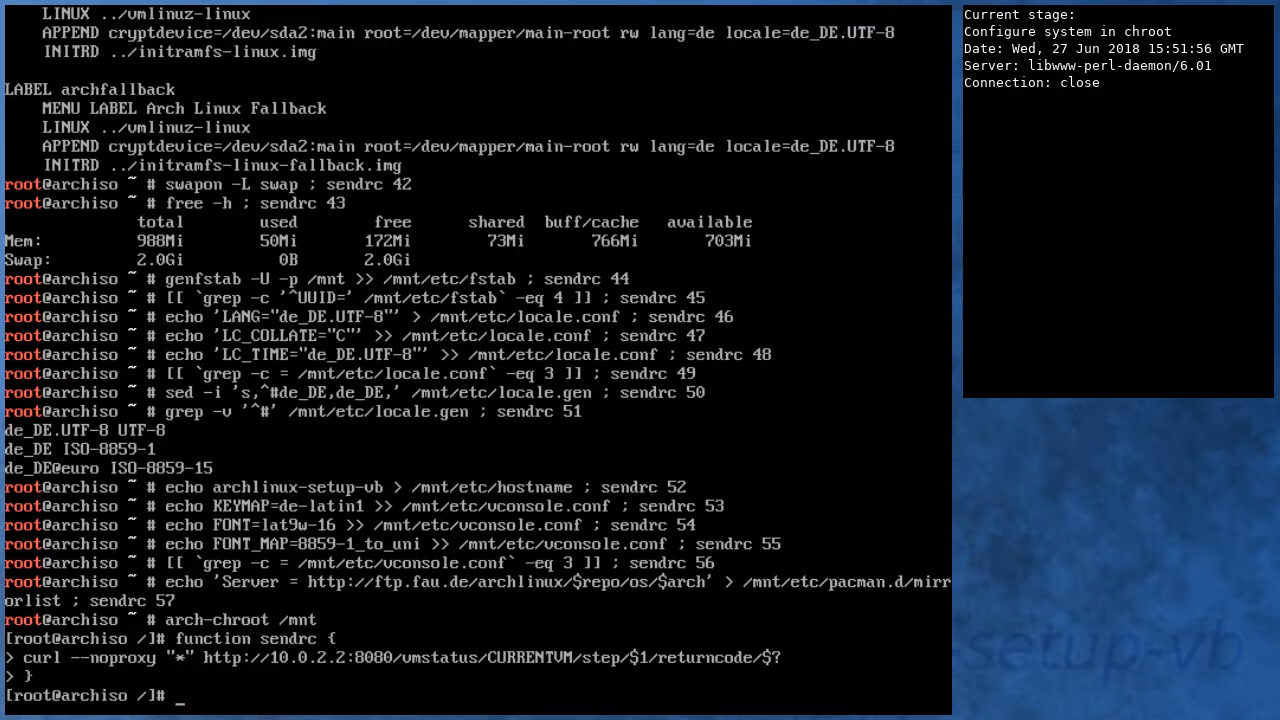 LINUX ../vmlinuz-linux
    APPEND cryptdevice=/dev/sda2:main root=/dev/mapper/main-root rw lang=de locale=de_DE.UTF-8
    INITRD ../initramfs-linux.img

LABEL archfallback
    MENU LABEL Arch Linux Fallback
    LINUX ../vmlinuz-linux
    APPEND cryptdevice=/dev/sda2:main root=/dev/mapper/main-root rw lang=de locale=de_DE.UTF-8
    INITRD ../initramfs-linux-fallback.img
root@archiso ~ # swapon -L swap ; sendrc 42
root@archiso ~ # free -h ; sendrc 43
              total        used        free      shared  buff/cache   available
Mem:          988Mi        50Mi       172Mi        73Mi       766Mi       703Mi
Swap:         2.0Gi          0B       2.0Gi
root@archiso ~ # genfstab -U -p /mnt >> /mnt/etc/fstab ; sendrc 44
root@archiso ~ # [[ `grep -c '^UUID=' /mnt/etc/fstab` -eq 4 ]] ; sendrc 45
root@archiso ~ # echo 'LANG="de_DE.UTF-8"' > /mnt/etc/locale.conf ; sendrc 46
root@archiso ~ # echo 'LC_COLLATE="C"' >> /mnt/etc/locale.conf ; sendrc 47
root@archiso ~ # echo 'LC_TIME="de_DE.UTF-8"' >> /mnt/etc/locale.conf ; sendrc 48
root@archiso ~ # [[ `grep -c = /mnt/etc/locale.conf` -eq 3 ]] ; sendrc 49
root@archiso ~ # sed -i 's,^#de_DE,de_DE,' /mnt/etc/locale.gen ; sendrc 50
root@archiso ~ # grep -v '^#' /mnt/etc/locale.gen ; sendrc 51
de_DE.UTF-8 UTF-8
de_DE ISO-8859-1
de_DE@euro ISO-8859-15
root@archiso ~ # echo archlinux-setup-vb > /mnt/etc/hostname ; sendrc 52
root@archiso ~ # echo KEYMAP=de-latin1 >> /mnt/etc/vconsole.conf ; sendrc 53
root@archiso ~ # echo FONT=lat9w-16 >> /mnt/etc/vconsole.conf ; sendrc 54
root@archiso ~ # echo FONT_MAP=8859-1_to_uni >> /mnt/etc/vconsole.conf ; sendrc 55
root@archiso ~ # [[ `grep -c = /mnt/etc/vconsole.conf` -eq 3 ]] ; sendrc 56
root@archiso ~ # echo 'Server = http://ftp.fau.de/archlinux/$repo/os/$arch' > /mnt/etc/pacman.d/mirr
orlist ; sendrc 57
root@archiso ~ # arch-chroot /mnt
[root@archiso /]# function sendrc {
> curl --noproxy "*" http://10.0.2.2:8080/vmstatus/CURRENTVM/step/$1/returncode/$?
> }
[root@archiso /]# _
Current stage:
Configure system in chroot
Date: Wed, 27 Jun 2018 15:51:56 GMT
Server: libwww-perl-daemon/6.01
Connection: close
setup-vb